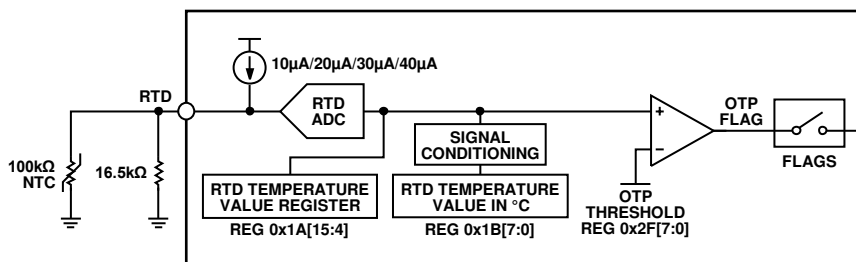 10µA/20µA/30µA/40µA
RTD
RTD
ADC
OTP
FLAG
+
–
SIGNAL
CONDITIONING
FLAGS
100kΩ
NTC
16.5kΩ
RTD TEMPERATURE
VALUE REGISTER
REG 0x1A[15:4]
RTD TEMPERATURE
VALUE IN °C
REG 0x1B[7:0]
OTP
THRESHOLD
REG 0x2F[7:0]